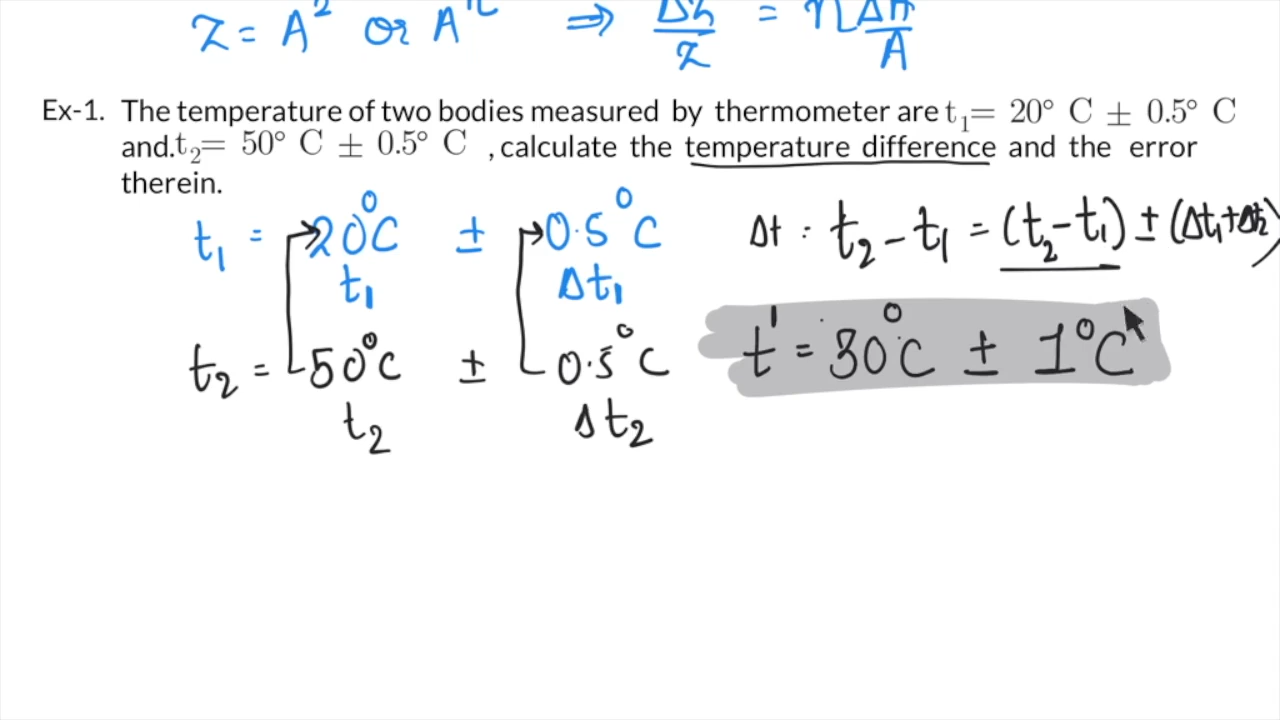 Z = A² or Aⁿ ⇒ ΔZ/Z = n ΔA/A
Ex-1. The temperature of two bodies measured by thermometer are t₁= 20° C ± 0.5° C
and.t₂= 50° C ± 0.5° C , calculate the temperature difference and the error
therein.
t₁ = 20°C ± 0.5°C
t₁ Δt₁
t₂ = 50°C ± 0.5°C
t₂ Δt₂
Δt : t₂ - t₁ = (t₂ - t₁) ± (Δt₁ + Δt₂)
t' = 30°C ± 1°C